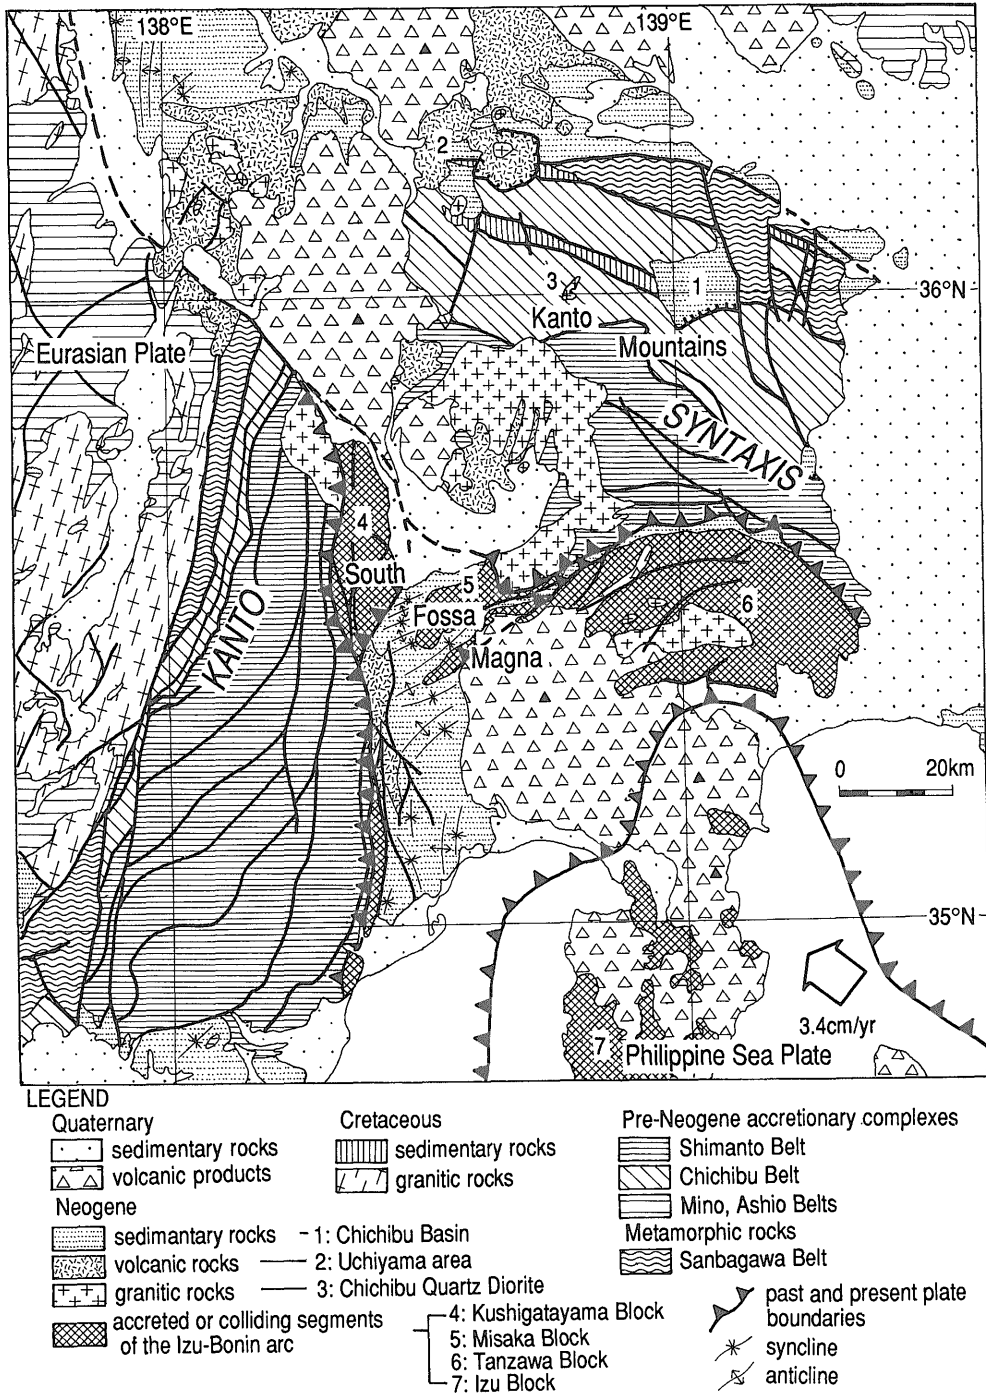 138°E
139°E
2
3
1
36°N
Kanto
Mountains
Eurasian Plate
SYNTAXIS
4
South
5
Fossa
6
KANTO
Magna
0 20km
35°N
3.4cm/yr
7
Philippine Sea Plate
LEGEND
Quaternary
sedimentary rocks
volcanic products
Neogene
sedimantary rocks
volcanic rocks
granitic rocks
accreted or colliding segments
of the Izu-Bonin arc
Cretaceous
sedimentary rocks
granitic rocks
1: Chichibu Basin
2: Uchiyama area
3: Chichibu Quartz Diorite
4: Kushigatayama Block
5: Misaka Block
6: Tanzawa Block
7: Izu Block
Pre-Neogene accretionary complexes
Shimanto Belt
Chichibu Belt
Mino, Ashio Belts
Metamorphic rocks
Sanbagawa Belt
past and present plate
boundaries
syncline
anticline